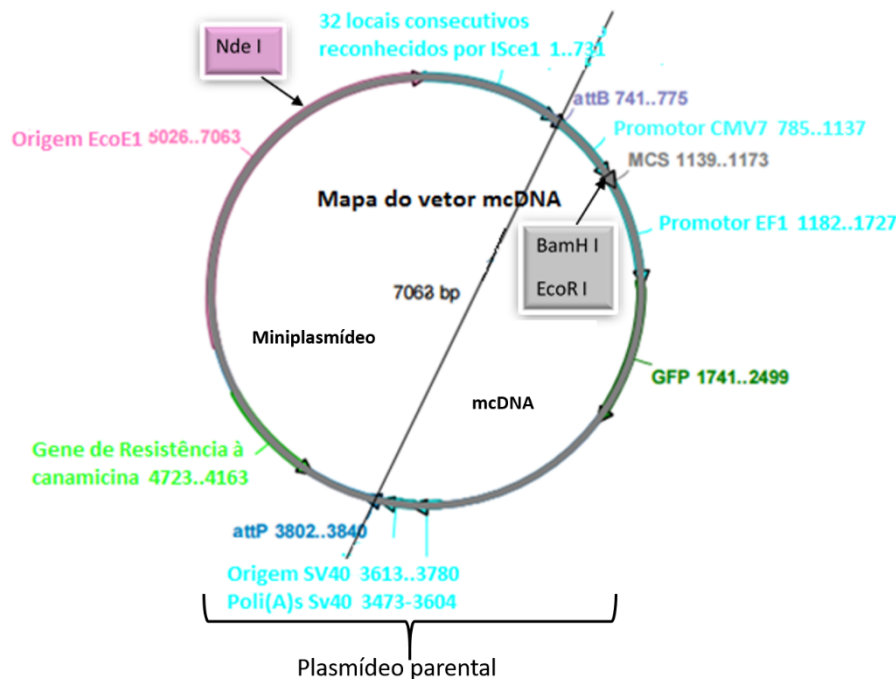 32 locais consecutivos
reconhecidos por ISce1 1..731
Nde I
attB 741..775
Promotor CMV7 785..1137
Origem EcoE1 5026..7063
MCS 1139..1173
Mapa do vetor mcDNA
Promotor EF1 1182..1727
BamH I
EcoR I
7063 bp
Miniplasmídeo
GFP 1741..2499
mcDNA
Gene de Resistência à
canamicina 4723..4163
attP 3802..3840
Origem SV40 3613..3780
Poli(A)s Sv40 3473-3604
Plasmídeo parental